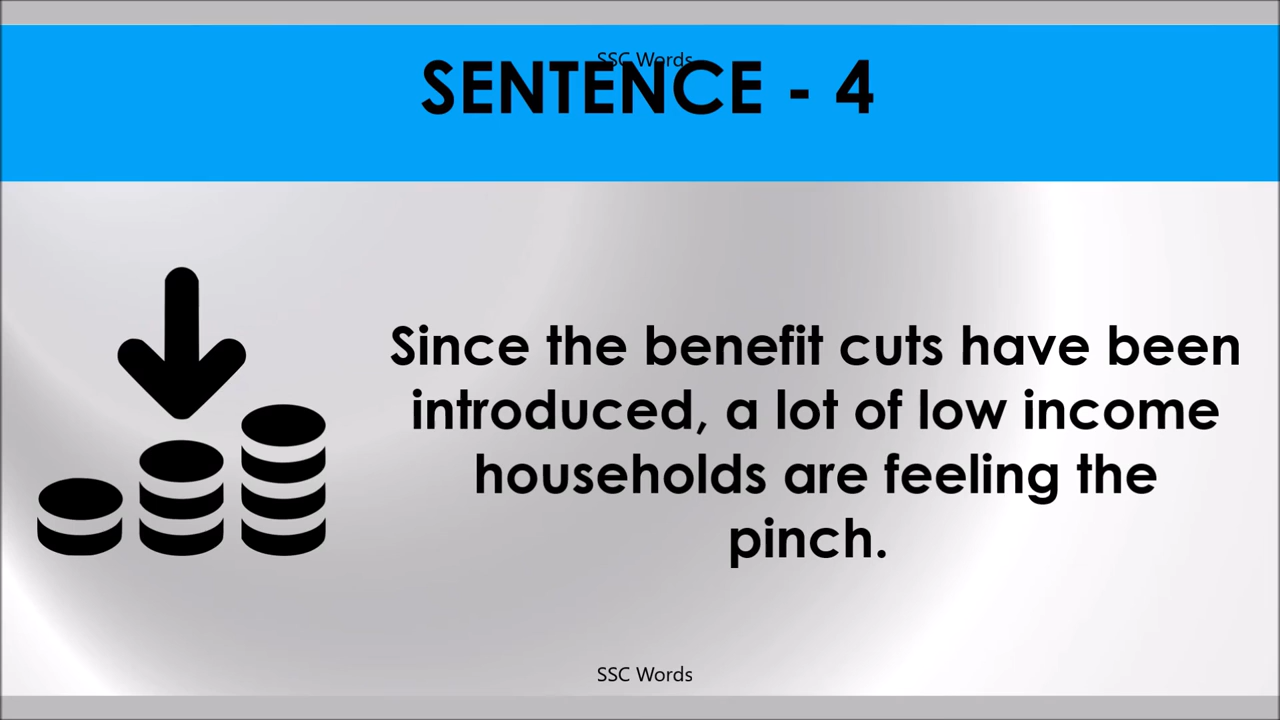 SSC Words
SENTENCE - 4
Since the benefit cuts have been
introduced, a lot of low income
households are feeling the
pinch.
SSC Words